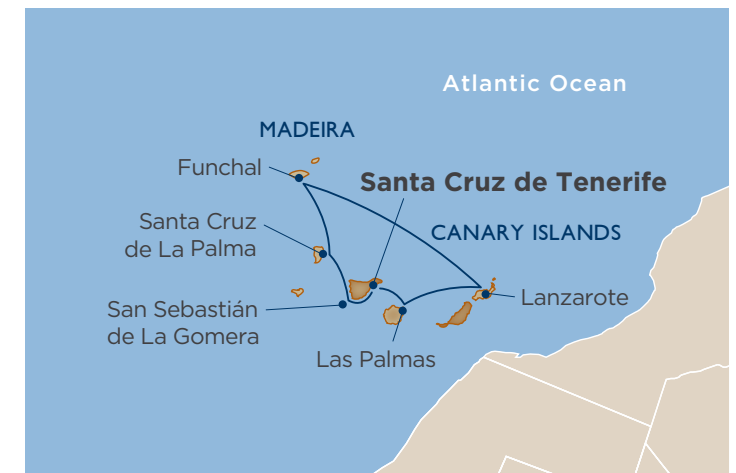 Atlantic Ocean
MADEIRA
Funchal
Santa Cruz de Tenerife
Santa Cruz
de La Palma
CANARY ISLANDS
San Sebastián
de La Gomera
Lanzarote
Las Palmas